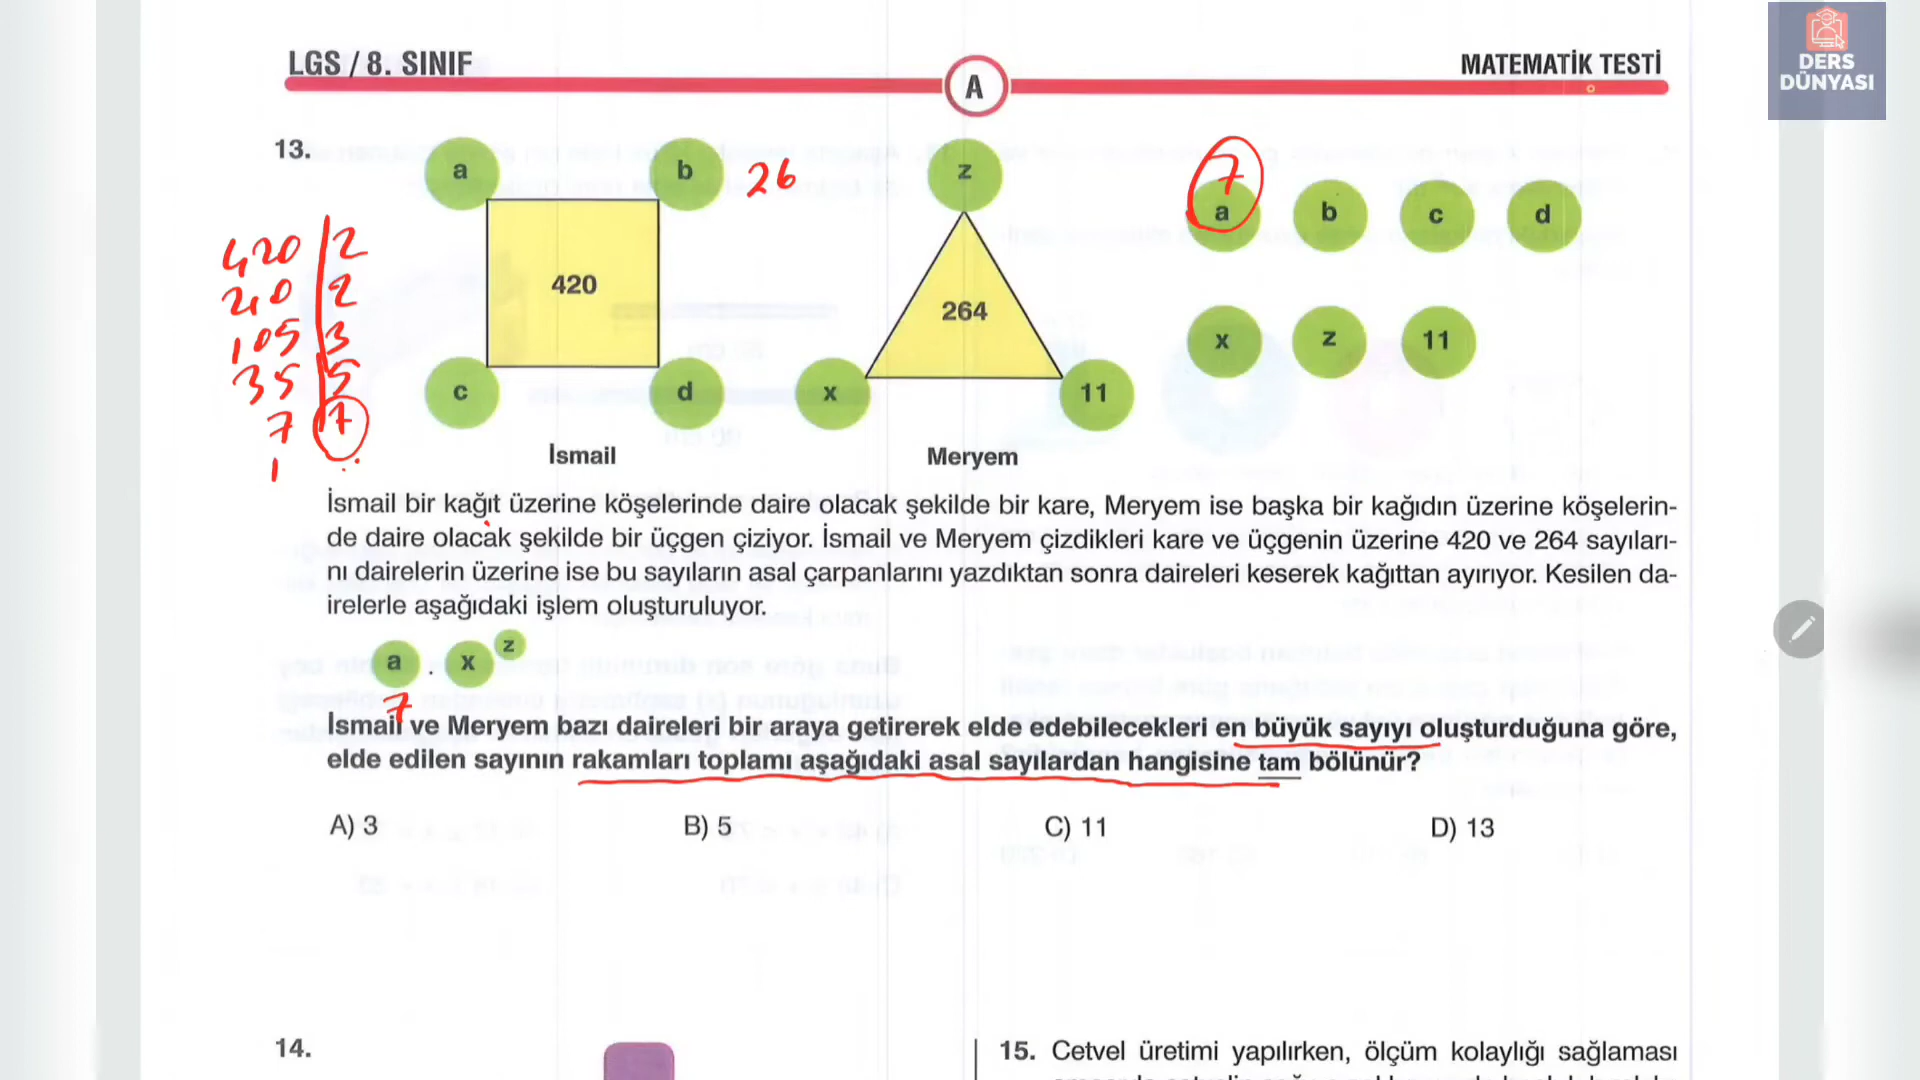 LGS / 8. SINIF
A
MATEMATİK TESTİ
DERS
DÜNYASI
13.
a
b
26
420
c
d
İsmail
z
264
x
11
Meryem
7
a
b
c
d
x
z
11
420 2
210 2
105 3
35 5
7 7
1
İsmail bir kağıt üzerine köşelerinde daire olacak şekilde bir kare, Meryem ise başka bir kağıdın üzerine köşelerin-
de daire olacak şekilde bir üçgen çiziyor. İsmail ve Meryem çizdikleri kare ve üçgenin üzerine 420 ve 264 sayıları-
nı dairelerin üzerine ise bu sayıların asal çarpanlarını yazdıktan sonra daireleri keserek kağıttan ayırıyor. Kesilen da-
irelerle aşağıdaki işlem oluşturuluyor.
a . x z
7
İsmail ve Meryem bazı daireleri bir araya getirerek elde edebilecekleri en büyük sayıyı oluşturduğuna göre,
elde edilen sayının rakamları toplamı aşağıdaki asal sayılardan hangisine tam bölünür?
A) 3 B) 5 C) 11 D) 13
14.
15. Cetvel üretimi yapılırken, ölçüm kolaylığı sağlaması